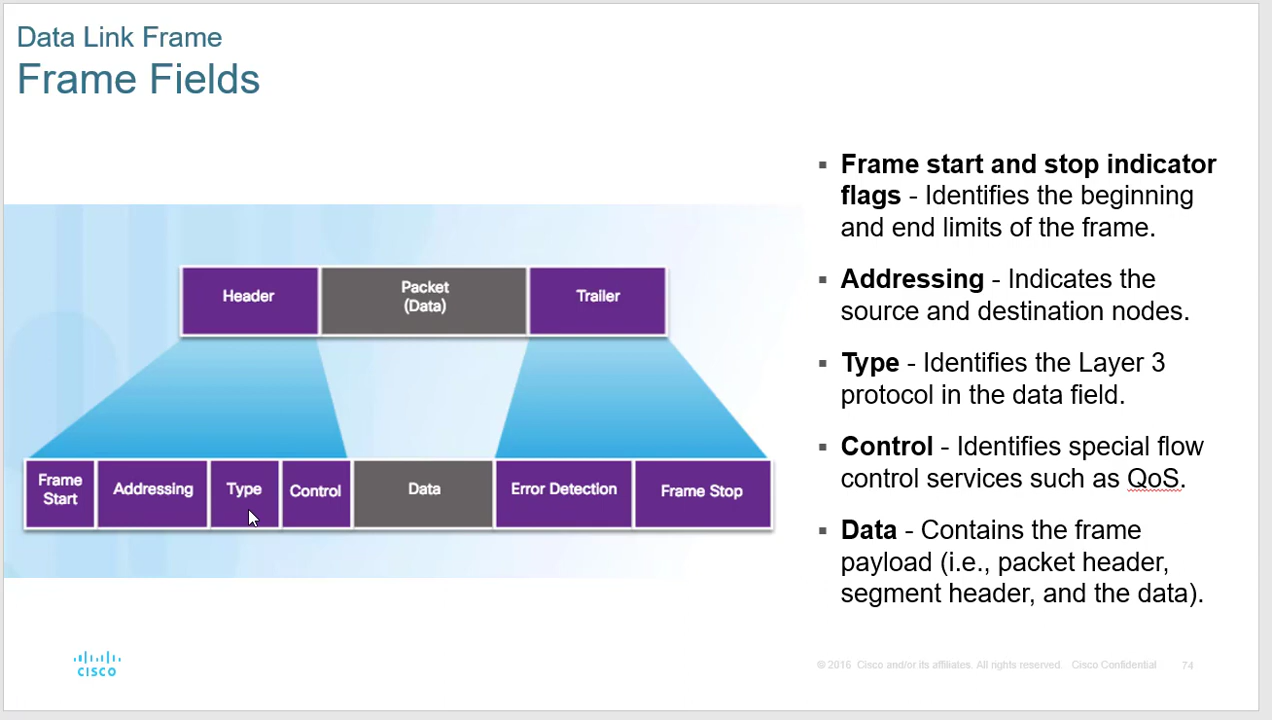 Data Link Frame
Frame Fields
Header
Packet
(Data)
Trailer
Frame
Start
Addressing
Type
Control
Data
Error Detection
Frame Stop
▪ Frame start and stop indicator
flags - Identifies the beginning
and end limits of the frame.
▪ Addressing - Indicates the
source and destination nodes.
▪ Type - Identifies the Layer 3
protocol in the data field.
▪ Control - Identifies special flow
control services such as QoS.
▪ Data - Contains the frame
payload (i.e., packet header,
segment header, and the data).
CISCO
© 2016 Cisco and/or its affiliates. All rights reserved. Cisco Confidential 74